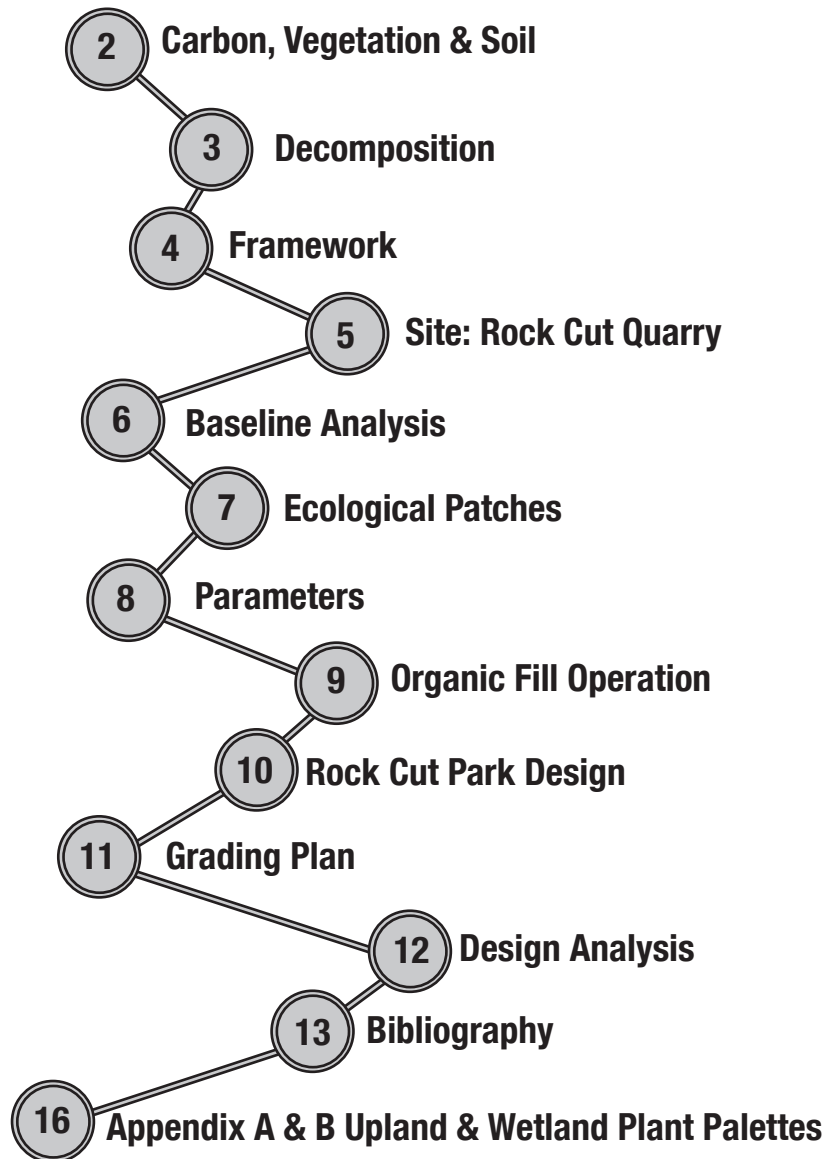 2 Carbon, Vegetation & Soil
3 Decomposition
4 Framework
5 Site: Rock Cut Quarry
6 Baseline Analysis
7 Ecological Patches
8 Parameters
9 Organic Fill Operation
10 Rock Cut Park Design
11 Grading Plan
12 Design Analysis
13 Bibliography
16 Appendix A & B Upland & Wetland Plant Palettes